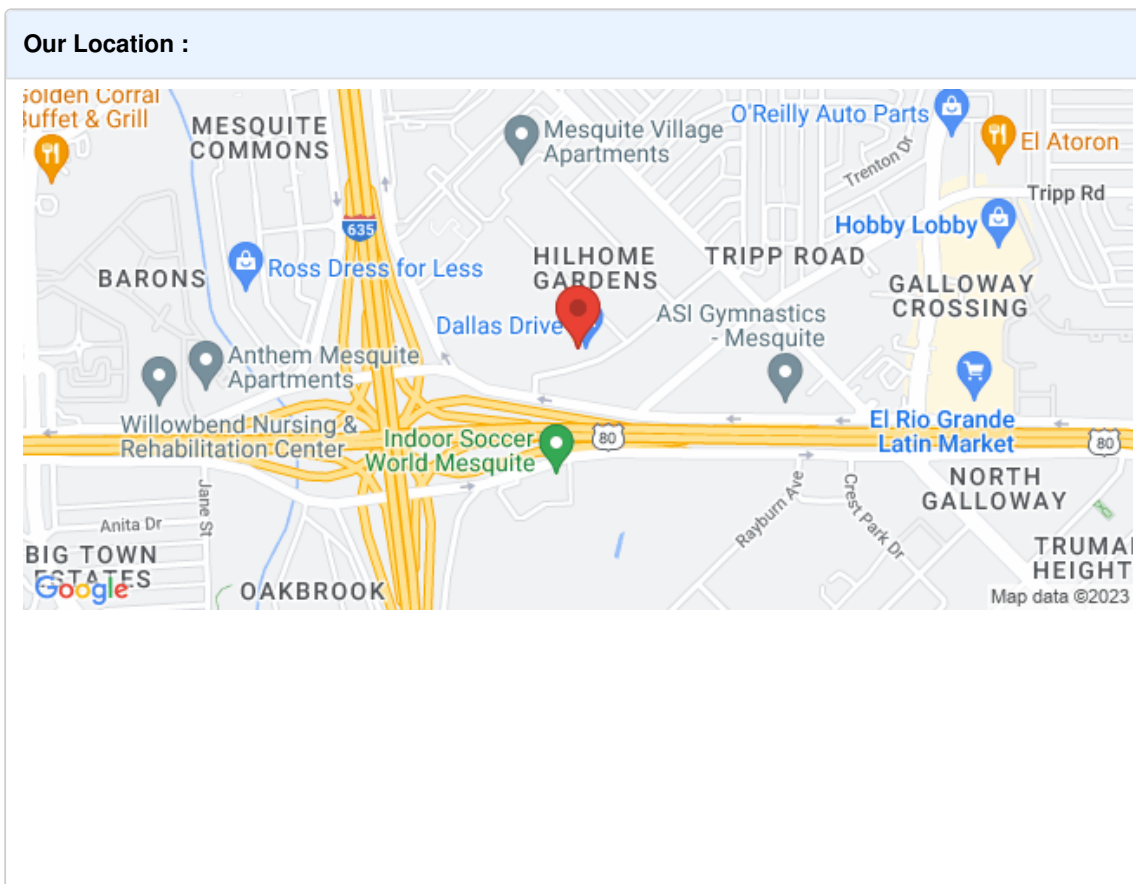 Our Location :
Golden Corral
Buffet & Grill
MESQUITE
COMMONS
Mesquite Village
Apartments
O'Reilly Auto Parts
El Atoron
Trenton Dr
Tripp Rd
635
Hobby Lobby
BARONS
Ross Dress for Less
HILHOME
GARDENS
TRIPP ROAD
GALLOWAY
CROSSING
Dallas Drive
ASI Gymnastics
- Mesquite
Anthem Mesquite
Apartments
Willowbend Nursing &
Rehabilitation Center
Indoor Soccer
World Mesquite
80
El Rio Grande
Latin Market
80
Jane St
Anita Dr
Rayburn Ave
Crest Park Dr
NORTH
GALLOWAY
BIG TOWN
ESTATES
OAKBROOK
TRUMA
HEIGHT
Google
Map data ©2023